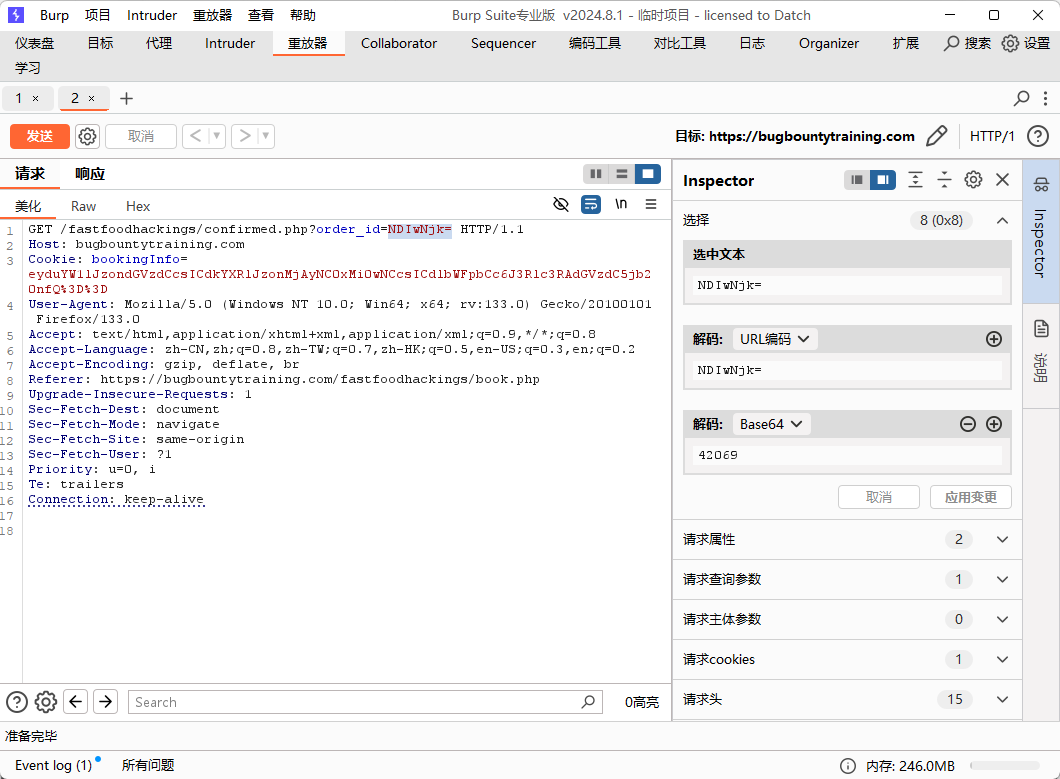 Burp 项目 Intruder 重放器 查看 帮助 Burp Suite专业版 v2024.8.1 - 临时项目 - licensed to Datch
仪表盘 目标 代理 Intruder 重放器 Collaborator Sequencer 编码工具 对比工具 日志 Organizer 扩展 搜索 设置
学习
1 × 2 × +
发送 取消 < > 目标: https://bugbountytraining.com HTTP/1
请求 响应
美化 Raw Hex \n
1 GET /fastfoodhackings/confirmed.php?order_id=NDIwNjk= HTTP/1.1
2 Host: bugbountytraining.com
3 Cookie: bookingInfo=
eyduYW1lJzondGVzdCcsICdkYXRlJzonMjAyNC0xMi0wNCcsICdlbWFpbCc6J3Rlc3RAdGVzdC5jb2
0nfQ%3D%3D
4 User-Agent: Mozilla/5.0 (Windows NT 10.0; Win64; x64; rv:133.0) Gecko/20100101
Firefox/133.0
5 Accept: text/html,application/xhtml+xml,application/xml;q=0.9,*/*;q=0.8
6 Accept-Language: zh-CN,zh;q=0.8,zh-TW;q=0.7,zh-HK;q=0.5,en-US;q=0.3,en;q=0.2
7 Accept-Encoding: gzip, deflate, br
8 Referer: https://bugbountytraining.com/fastfoodhackings/book.php
9 Upgrade-Insecure-Requests: 1
10 Sec-Fetch-Dest: document
11 Sec-Fetch-Mode: navigate
12 Sec-Fetch-Site: same-origin
13 Sec-Fetch-User: ?1
14 Priority: u=0, i
15 Te: trailers
16 Connection: keep-alive
17
18
Inspector
选择 8 (0x8)
选中文本
NDIwNjk=
解码: URL编码
NDIwNjk=
解码: Base64
42069
取消 应用变更
请求属性 2
请求查询参数 1
请求主体参数 0
请求cookies 1
请求头 15
Inspector
说明
Search 0高亮
准备完毕
Event log (1) 所有问题 内存: 246.0MB